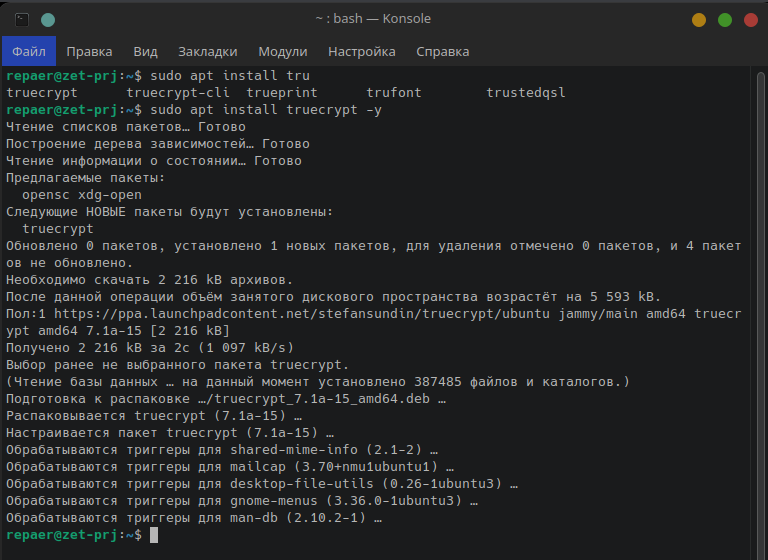 ~ : bash — Konsole
Файл Правка Вид Закладки Модули Настройка Справка
repaer@zet-prj:~$ sudo apt install tru
truecrypt truecrypt-cli trueprint trufont trustedqsl
repaer@zet-prj:~$ sudo apt install truecrypt -y
Чтение списков пакетов… Готово
Построение дерева зависимостей… Готово
Чтение информации о состоянии… Готово
Предлагаемые пакеты:
opensc xdg-open
Следующие НОВЫЕ пакеты будут установлены:
truecrypt
Обновлено 0 пакетов, установлено 1 новых пакетов, для удаления отмечено 0 пакетов, и 4 пакет
ов не обновлено.
Необходимо скачать 2 216 kB архивов.
После данной операции объём занятого дискового пространства возрастёт на 5 593 kB.
Пол:1 https://ppa.launchpadcontent.net/stefansundin/truecrypt/ubuntu jammy/main amd64 truecr
ypt amd64 7.1a-15 [2 216 kB]
Получено 2 216 kB за 2с (1 097 kB/s)
Выбор ранее не выбранного пакета truecrypt.
(Чтение базы данных … на данный момент установлено 387485 файлов и каталогов.)
Подготовка к распаковке …/truecrypt_7.1a-15_amd64.deb …
Распаковывается truecrypt (7.1a-15) …
Настраивается пакет truecrypt (7.1a-15) …
Обрабатываются триггеры для shared-mime-info (2.1-2) …
Обрабатываются триггеры для mailcap (3.70+nmu1ubuntu1) …
Обрабатываются триггеры для desktop-file-utils (0.26-1ubuntu3) …
Обрабатываются триггеры для gnome-menus (3.36.0-1ubuntu3) …
Обрабатываются триггеры для man-db (2.10.2-1) …
repaer@zet-prj:~$